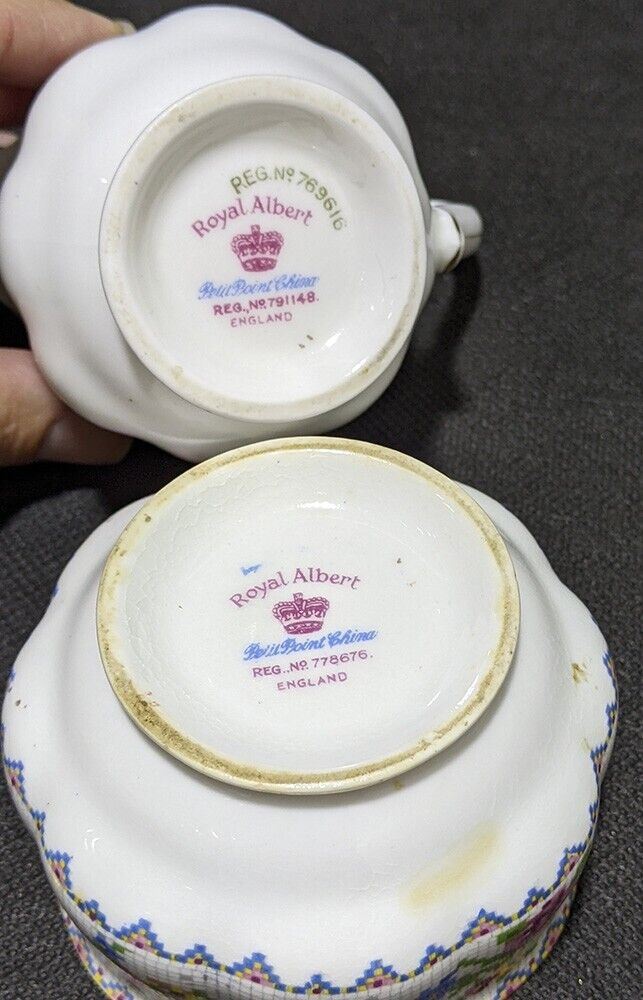 REG.Nº 769616
Royal Albert
Petit Point China
REG.,Nº 791148.
ENGLAND
Royal Albert
Petit Point China
REG.,Nº 778676.
ENGLAND